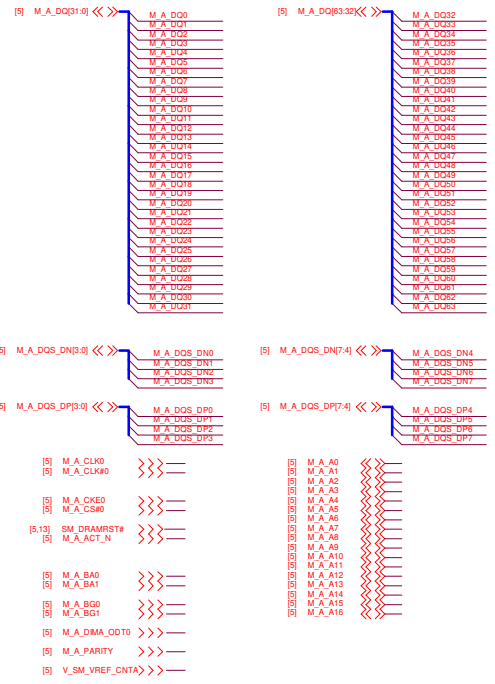 [5] M_A_DQ[31:0]
M_A_DQ0
M_A_DQ1
M_A_DQ2
M_A_DQ3
M_A_DQ4
M_A_DQ5
M_A_DQ6
M_A_DQ7
M_A_DQ8
M_A_DQ9
M_A_DQ10
M_A_DQ11
M_A_DQ12
M_A_DQ13
M_A_DQ14
M_A_DQ15
M_A_DQ16
M_A_DQ17
M_A_DQ18
M_A_DQ19
M_A_DQ20
M_A_DQ21
M_A_DQ22
M_A_DQ23
M_A_DQ24
M_A_DQ25
M_A_DQ26
M_A_DQ27
M_A_DQ28
M_A_DQ29
M_A_DQ30
M_A_DQ31
[5] M_A_DQ[63:32]
M_A_DQ32
M_A_DQ33
M_A_DQ34
M_A_DQ35
M_A_DQ36
M_A_DQ37
M_A_DQ38
M_A_DQ39
M_A_DQ40
M_A_DQ41
M_A_DQ42
M_A_DQ43
M_A_DQ44
M_A_DQ45
M_A_DQ46
M_A_DQ47
M_A_DQ48
M_A_DQ49
M_A_DQ50
M_A_DQ51
M_A_DQ52
M_A_DQ53
M_A_DQ54
M_A_DQ55
M_A_DQ56
M_A_DQ57
M_A_DQ58
M_A_DQ59
M_A_DQ60
M_A_DQ61
M_A_DQ62
M_A_DQ63
5] M_A_DQS_DN[3:0]
M_A_DQS_DN0
M_A_DQS_DN1
M_A_DQS_DN2
M_A_DQS_DN3
[5] M_A_DQS_DN[7:4]
M_A_DQS_DN4
M_A_DQS_DN5
M_A_DQS_DN6
M_A_DQS_DN7
5] M_A_DQS_DP[3:0]
M_A_DQS_DP0
M_A_DQS_DP1
M_A_DQS_DP2
M_A_DQS_DP3
[5] M_A_DQS_DP[7:4]
M_A_DQS_DP4
M_A_DQS_DP5
M_A_DQS_DP6
M_A_DQS_DP7
[5] M_A_CLK0
[5] M_A_CLK#0
[5] M_A_CKE0
[5] M_A_CS#0
[5,13] SM_DRAMRST#
[5] M_A_ACT_N
[5] M_A_BA0
[5] M_A_BA1
[5] M_A_BG0
[5] M_A_BG1
[5] M_A_DIMA_ODT0
[5] M_A_PARITY
[5] V_SM_VREF_CNTA
[5] M_A_A0
[5] M_A_A1
[5] M_A_A2
[5] M_A_A3
[5] M_A_A4
[5] M_A_A5
[5] M_A_A6
[5] M_A_A7
[5] M_A_A8
[5] M_A_A9
[5] M_A_A10
[5] M_A_A11
[5] M_A_A12
[5] M_A_A13
[5] M_A_A14
[5] M_A_A15
[5] M_A_A16